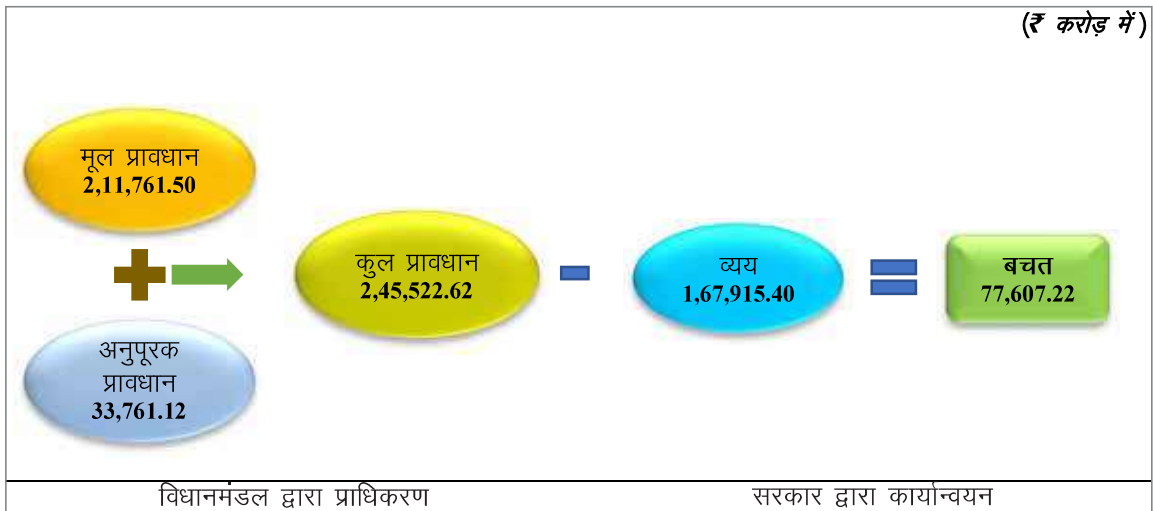 (₹ करोड़ में)
मूल प्रावधान
2,11,761.50
अनुपूरक
प्रावधान
33,761.12
कुल प्रावधान
2,45,522.62
व्यय
1,67,915.40
बचत
77,607.22
विधानमंडल द्वारा प्राधिकरण
सरकार द्वारा कार्यान्वयन